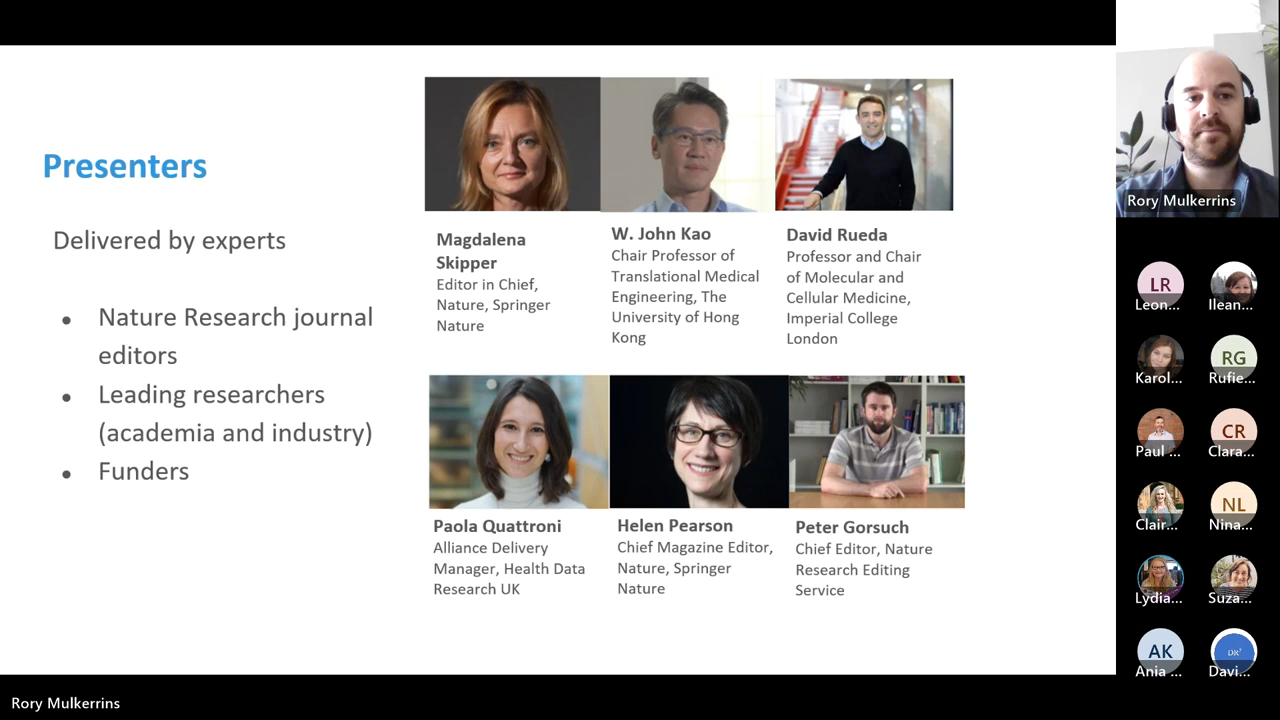 Presenters
Delivered by experts
• Nature Research journal
editors
• Leading researchers
(academia and industry)
• Funders
Magdalena
Skipper
Editor in Chief,
Nature, Springer
Nature
W. John Kao
Chair Professor of
Translational Medical
Engineering, The
University of Hong
Kong
David Rueda
Professor and Chair
of Molecular and
Cellular Medicine,
Imperial College
London
Paola Quattroni
Alliance Delivery
Manager, Health Data
Research UK
Helen Pearson
Chief Magazine Editor,
Nature, Springer
Nature
Peter Gorsuch
Chief Editor, Nature
Research Editing
Service
Rory Mulkerrins
LR
Leon...
Ilean...
Karol...
RG
Rufie...
Paul ...
CR
Clara...
Clair...
NL
Nina...
Lydia...
Suza...
AK
Ania ...
DR²
Davi...
Rory Mulkerrins